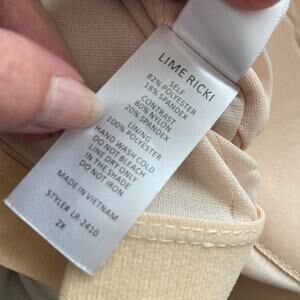 LIME RICKI
SELF
82% POLYESTER
18% SPANDEX
CONTRAST
80% NYLON
20% SPANDEX
LINING
100% POLYESTER
HAND WASH COLD
DO NOT BLEACH
LINE DRY ONLY
IN THE SHADE
DO NOT IRON
MADE IN VIETNAM
STYLE# LR-2410
2X